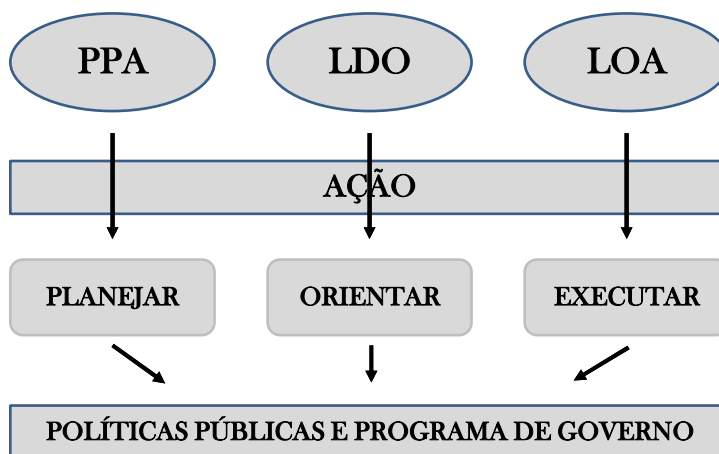 PPA LDO LOA
AÇÃO
PLANEJAR ORIENTAR EXECUTAR
POLÍTICAS PÚBLICAS E PROGRAMA DE GOVERNO